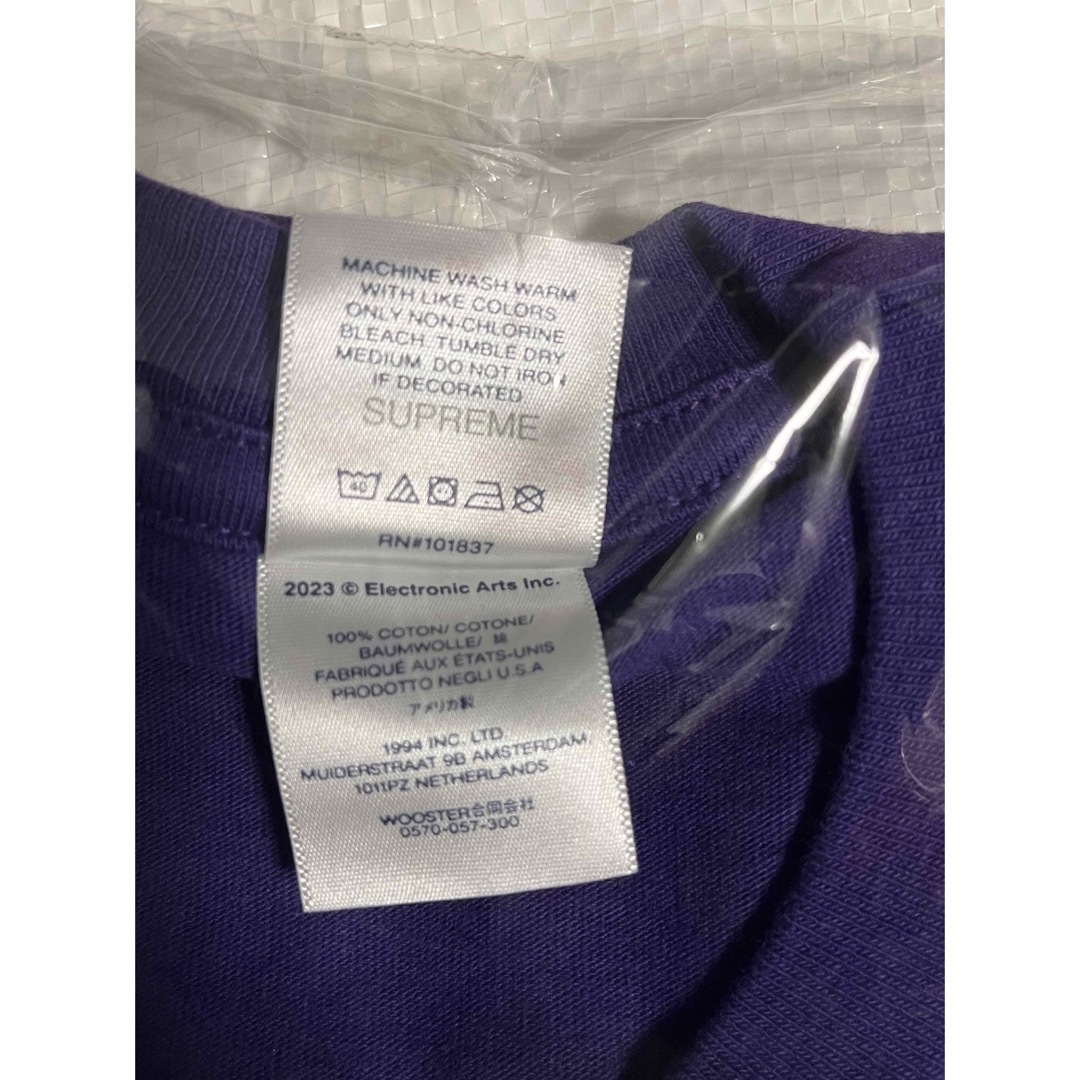 MACHINE WASH WARM
WITH LIKE COLORS
ONLY NON-CHLORINE
BLEACH TUMBLE DRY
MEDIUM. DO NOT IRON
IF DECORATED
SUPREME
40
RN#101837
2023 © Electronic Arts Inc.
100% COTON/ COTONE/
BAUMWOLLE/ 綿
FABRIQUÉ AUX ÉTATS-UNIS
PRODOTTO NEGLI U.S.A
アメリカ製
1994 INC. LTD.
MUIDERSTRAAT 9B AMSTERDAM
1011PZ NETHERLANDS
WOOSTER合同会社
0570-057-300